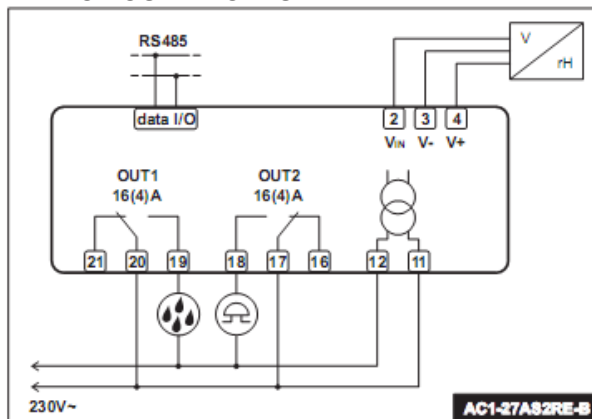 RS485
V
rH
data I/O
2 3 4
VIN V- V+
OUT1 OUT2
16(4)A 16(4)A
21 20 19 18 17 16 12 11
230V~
AC1-27AS2RE-B